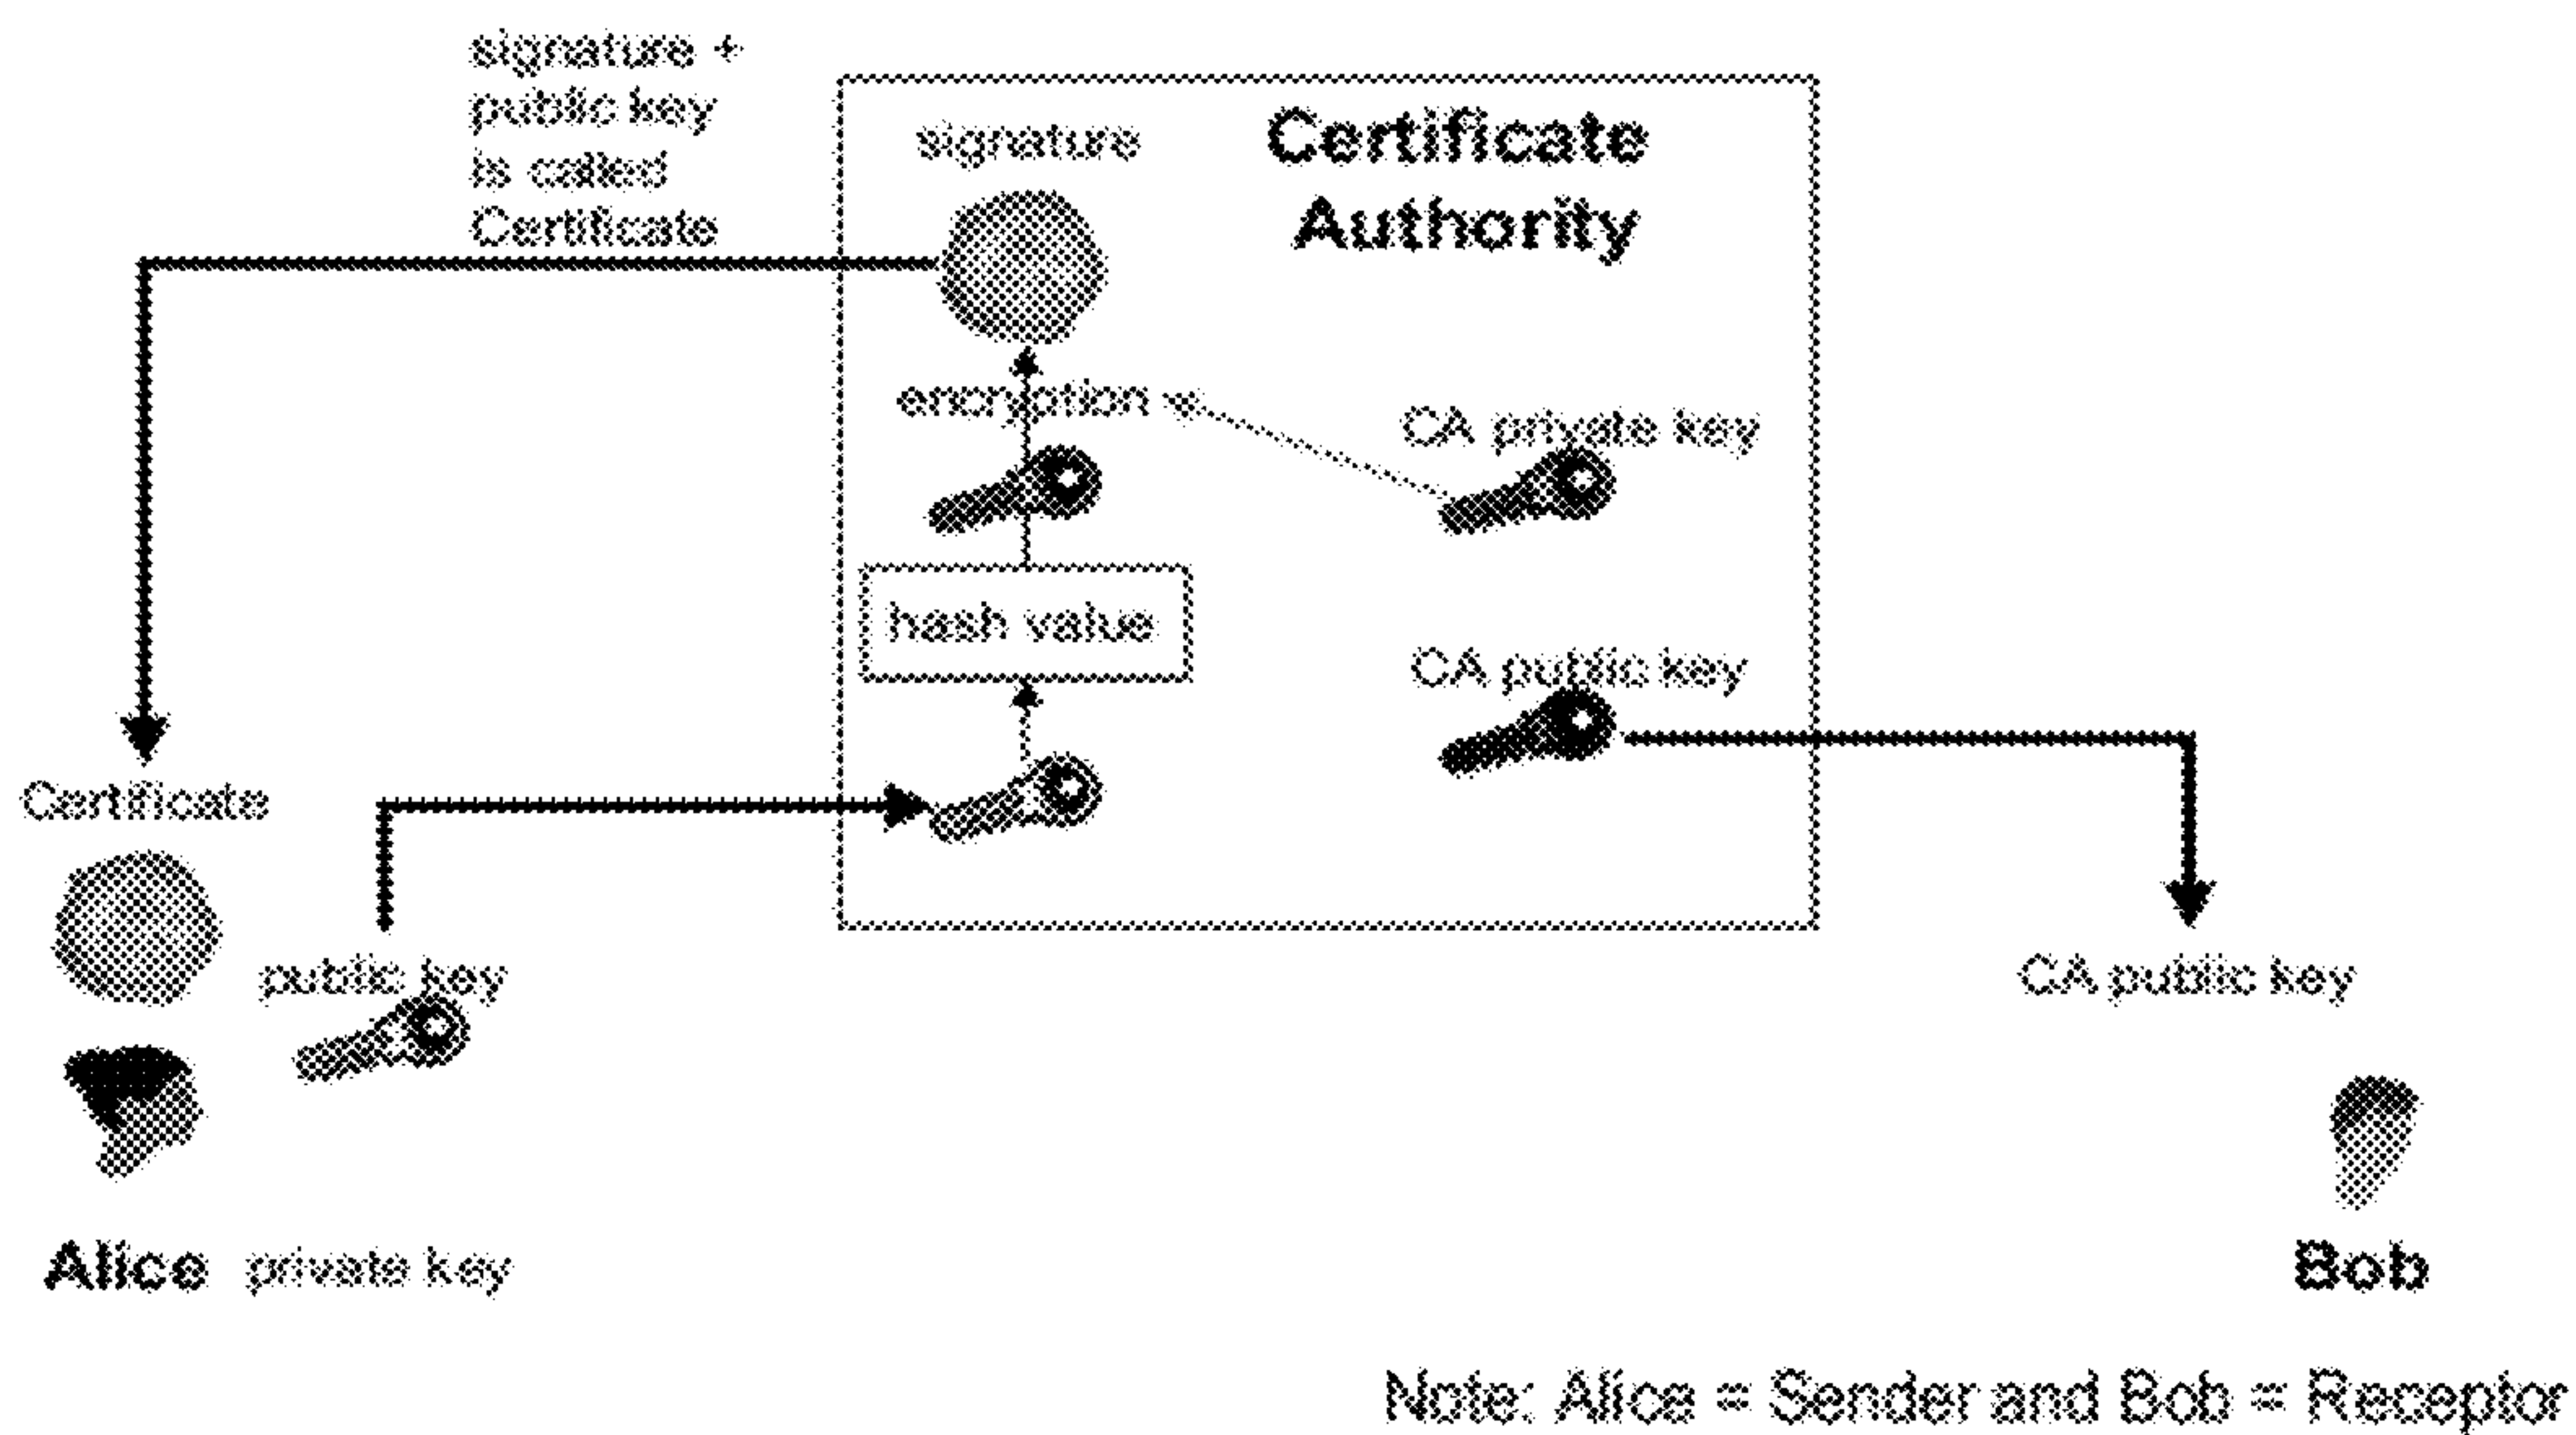 signature +
public key
is called
Certificate
signature
Certificate
Authority
encryption
CA private key
hash value
CA public key
Certificate
public key
CA public key
Alice
private key
Bob
Note: Alice = Sender and Bob = Receptor